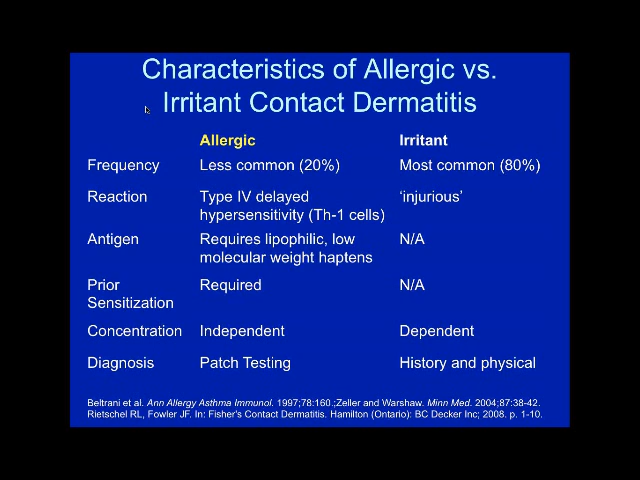 Characteristics of Allergic vs.
Irritant Contact Dermatitis
Allergic Irritant
Frequency Less common (20%) Most common (80%)
Reaction Type IV delayed ‘injurious’
hypersensitivity (Th-1 cells)
Antigen Requires lipophilic, low N/A
molecular weight haptens
Prior Required N/A
Sensitization
Concentration Independent Dependent
Diagnosis Patch Testing History and physical
Beltrani et al. Ann Allergy Asthma Immunol. 1997;78:160.;Zeller and Warshaw. Minn Med. 2004;87:38-42.
Rietschel RL, Fowler JF. In: Fisher's Contact Dermatitis. Hamilton (Ontario): BC Decker Inc; 2008. p. 1-10.